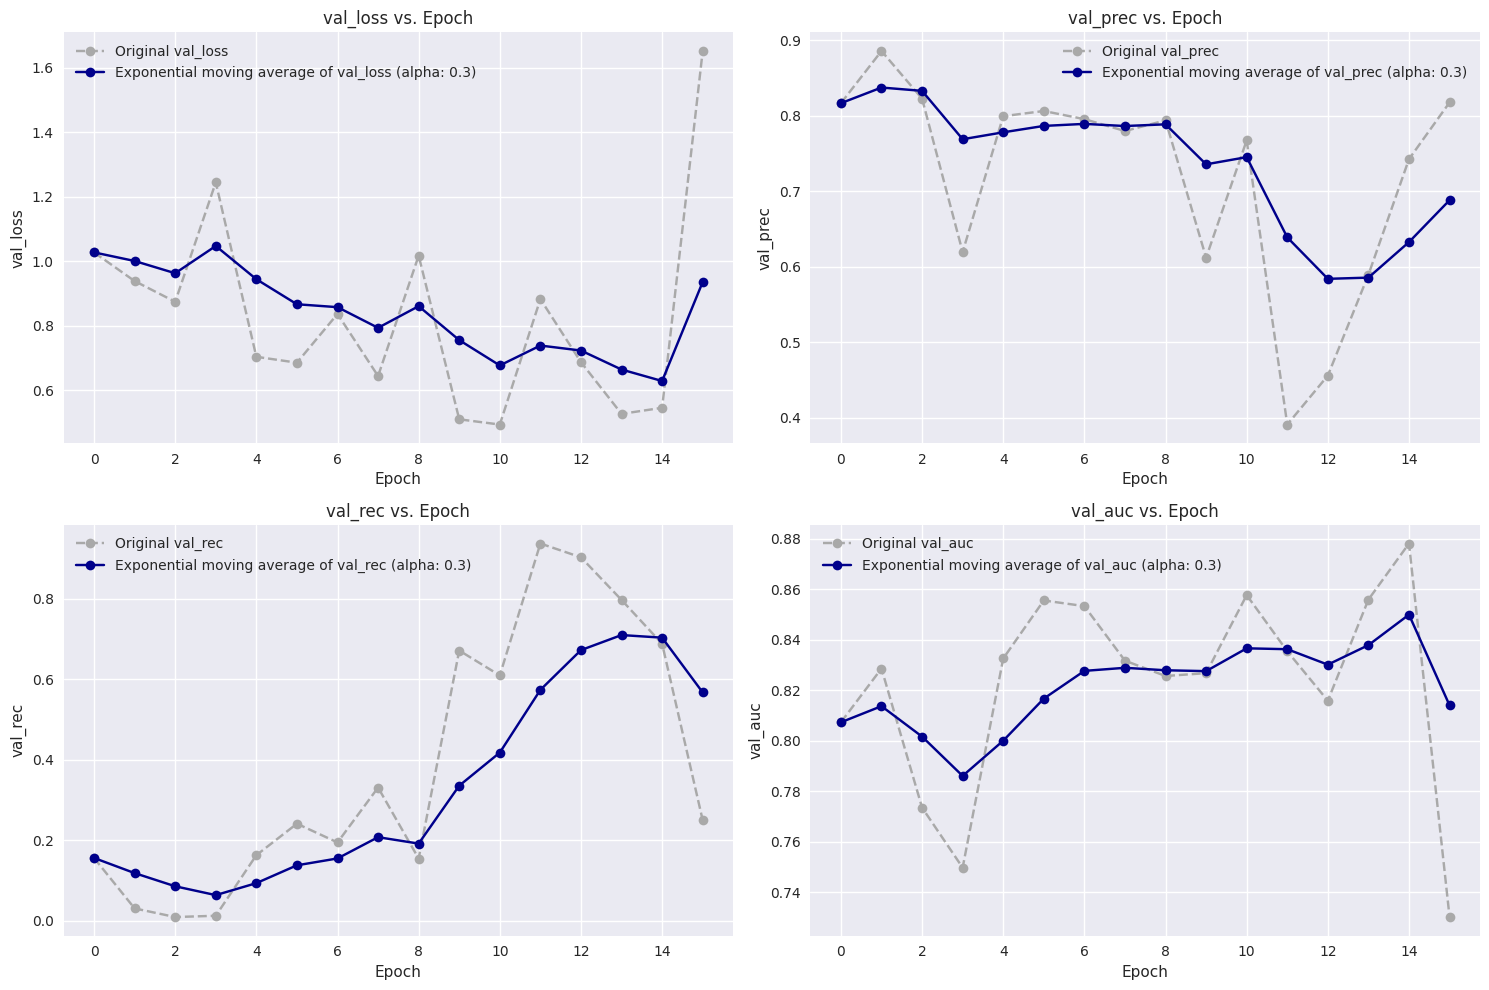 val_loss vs. Epoch
Original val_loss
Exponential moving average of val_loss (alpha: 0.3)
1.6
1.4
1.2
1.0
0.8
0.6
val_loss
0 2 4 6 8 10 12 14
Epoch
val_prec vs. Epoch
Original val_prec
Exponential moving average of val_prec (alpha: 0.3)
0.9
0.8
0.7
0.6
0.5
0.4
val_prec
0 2 4 6 8 10 12 14
Epoch
val_rec vs. Epoch
Original val_rec
Exponential moving average of val_rec (alpha: 0.3)
0.8
0.6
0.4
0.2
0.0
val_rec
0 2 4 6 8 10 12 14
Epoch
val_auc vs. Epoch
Original val_auc
Exponential moving average of val_auc (alpha: 0.3)
0.88
0.86
0.84
0.82
0.80
0.78
0.76
0.74
val_auc
0 2 4 6 8 10 12 14
Epoch